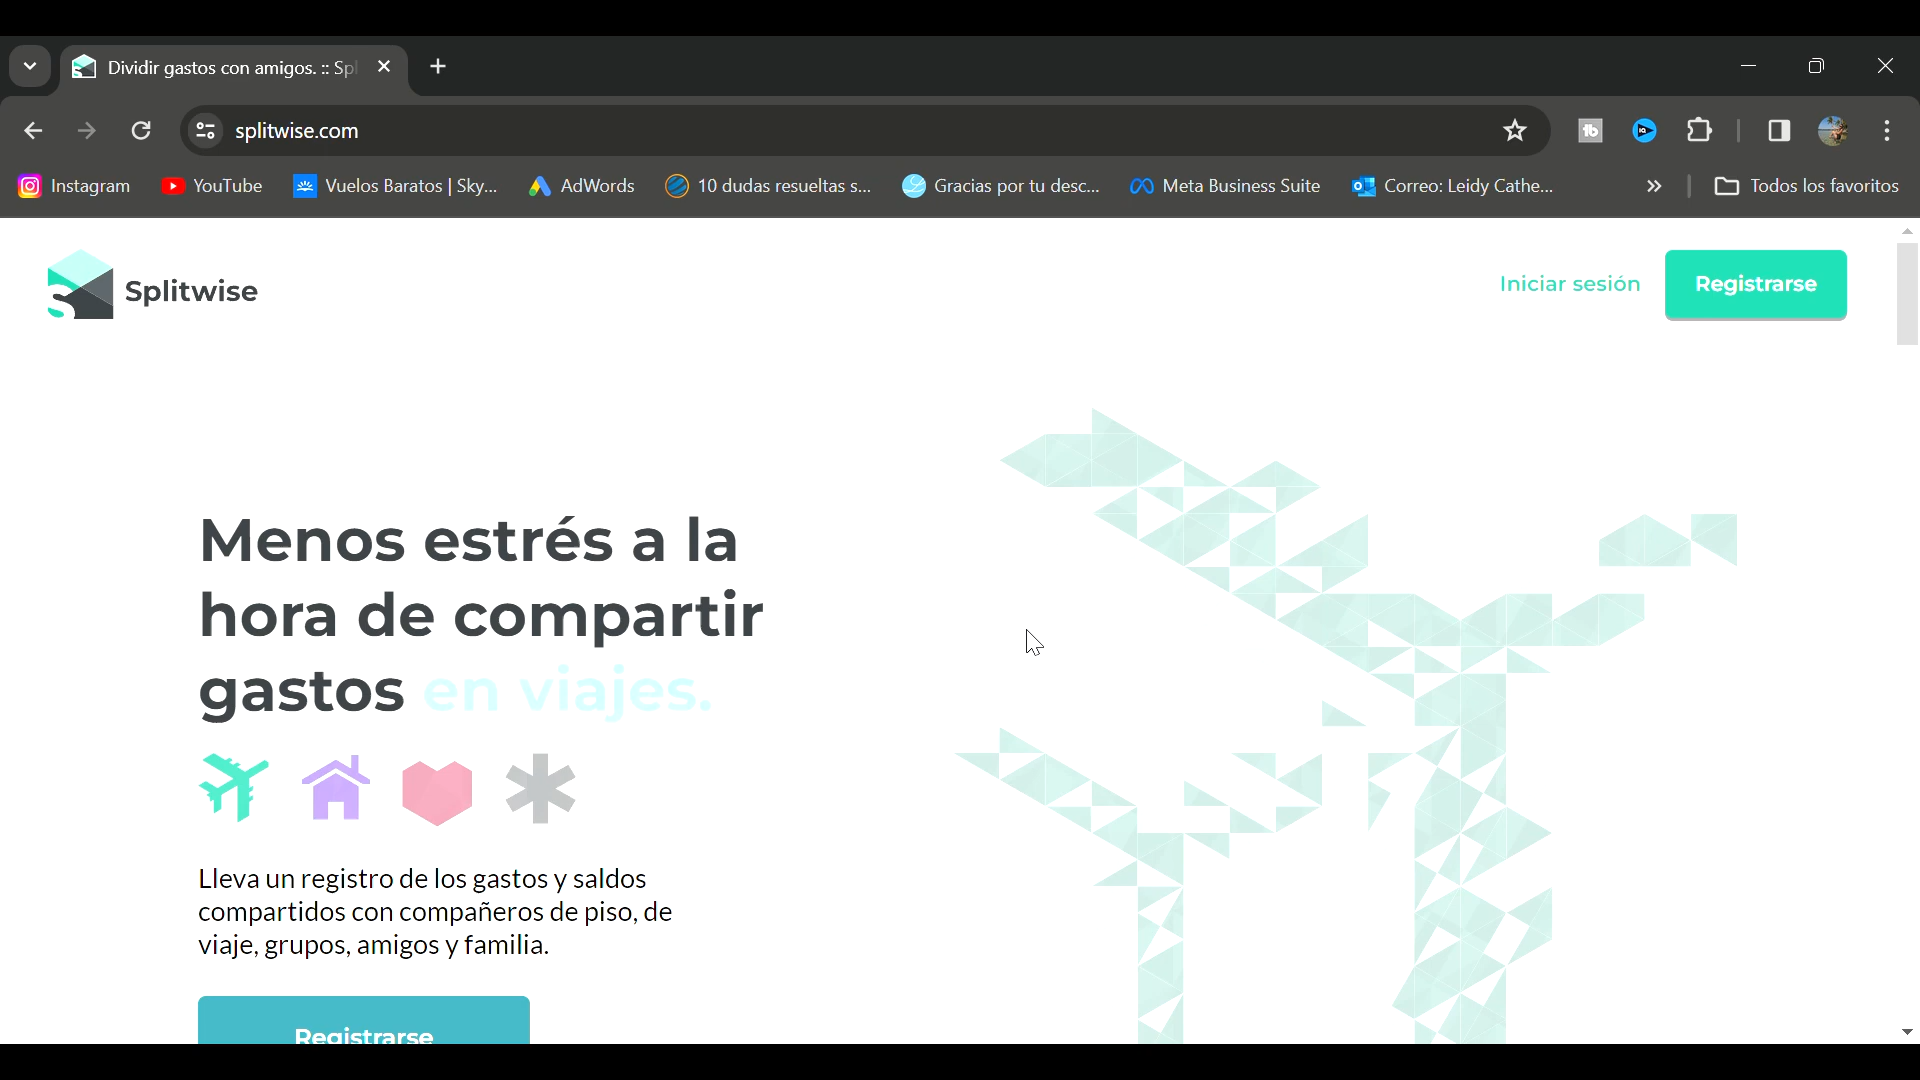 Dividir gastos con amigos. :: Spl
splitwise.com
Instagram
YouTube
Vuelos Baratos | Sky...
AdWords
10 dudas resueltas s...
Gracias por tu desc...
Meta Business Suite
Correo: Leidy Cathe...
»
Todos los favoritos
Splitwise
Iniciar sesión
Registrarse
Menos estrés a la
hora de compartir
gastos en viajes.
Lleva un registro de los gastos y saldos
compartidos con compañeros de piso, de
viaje, grupos, amigos y familia.
Registrarse